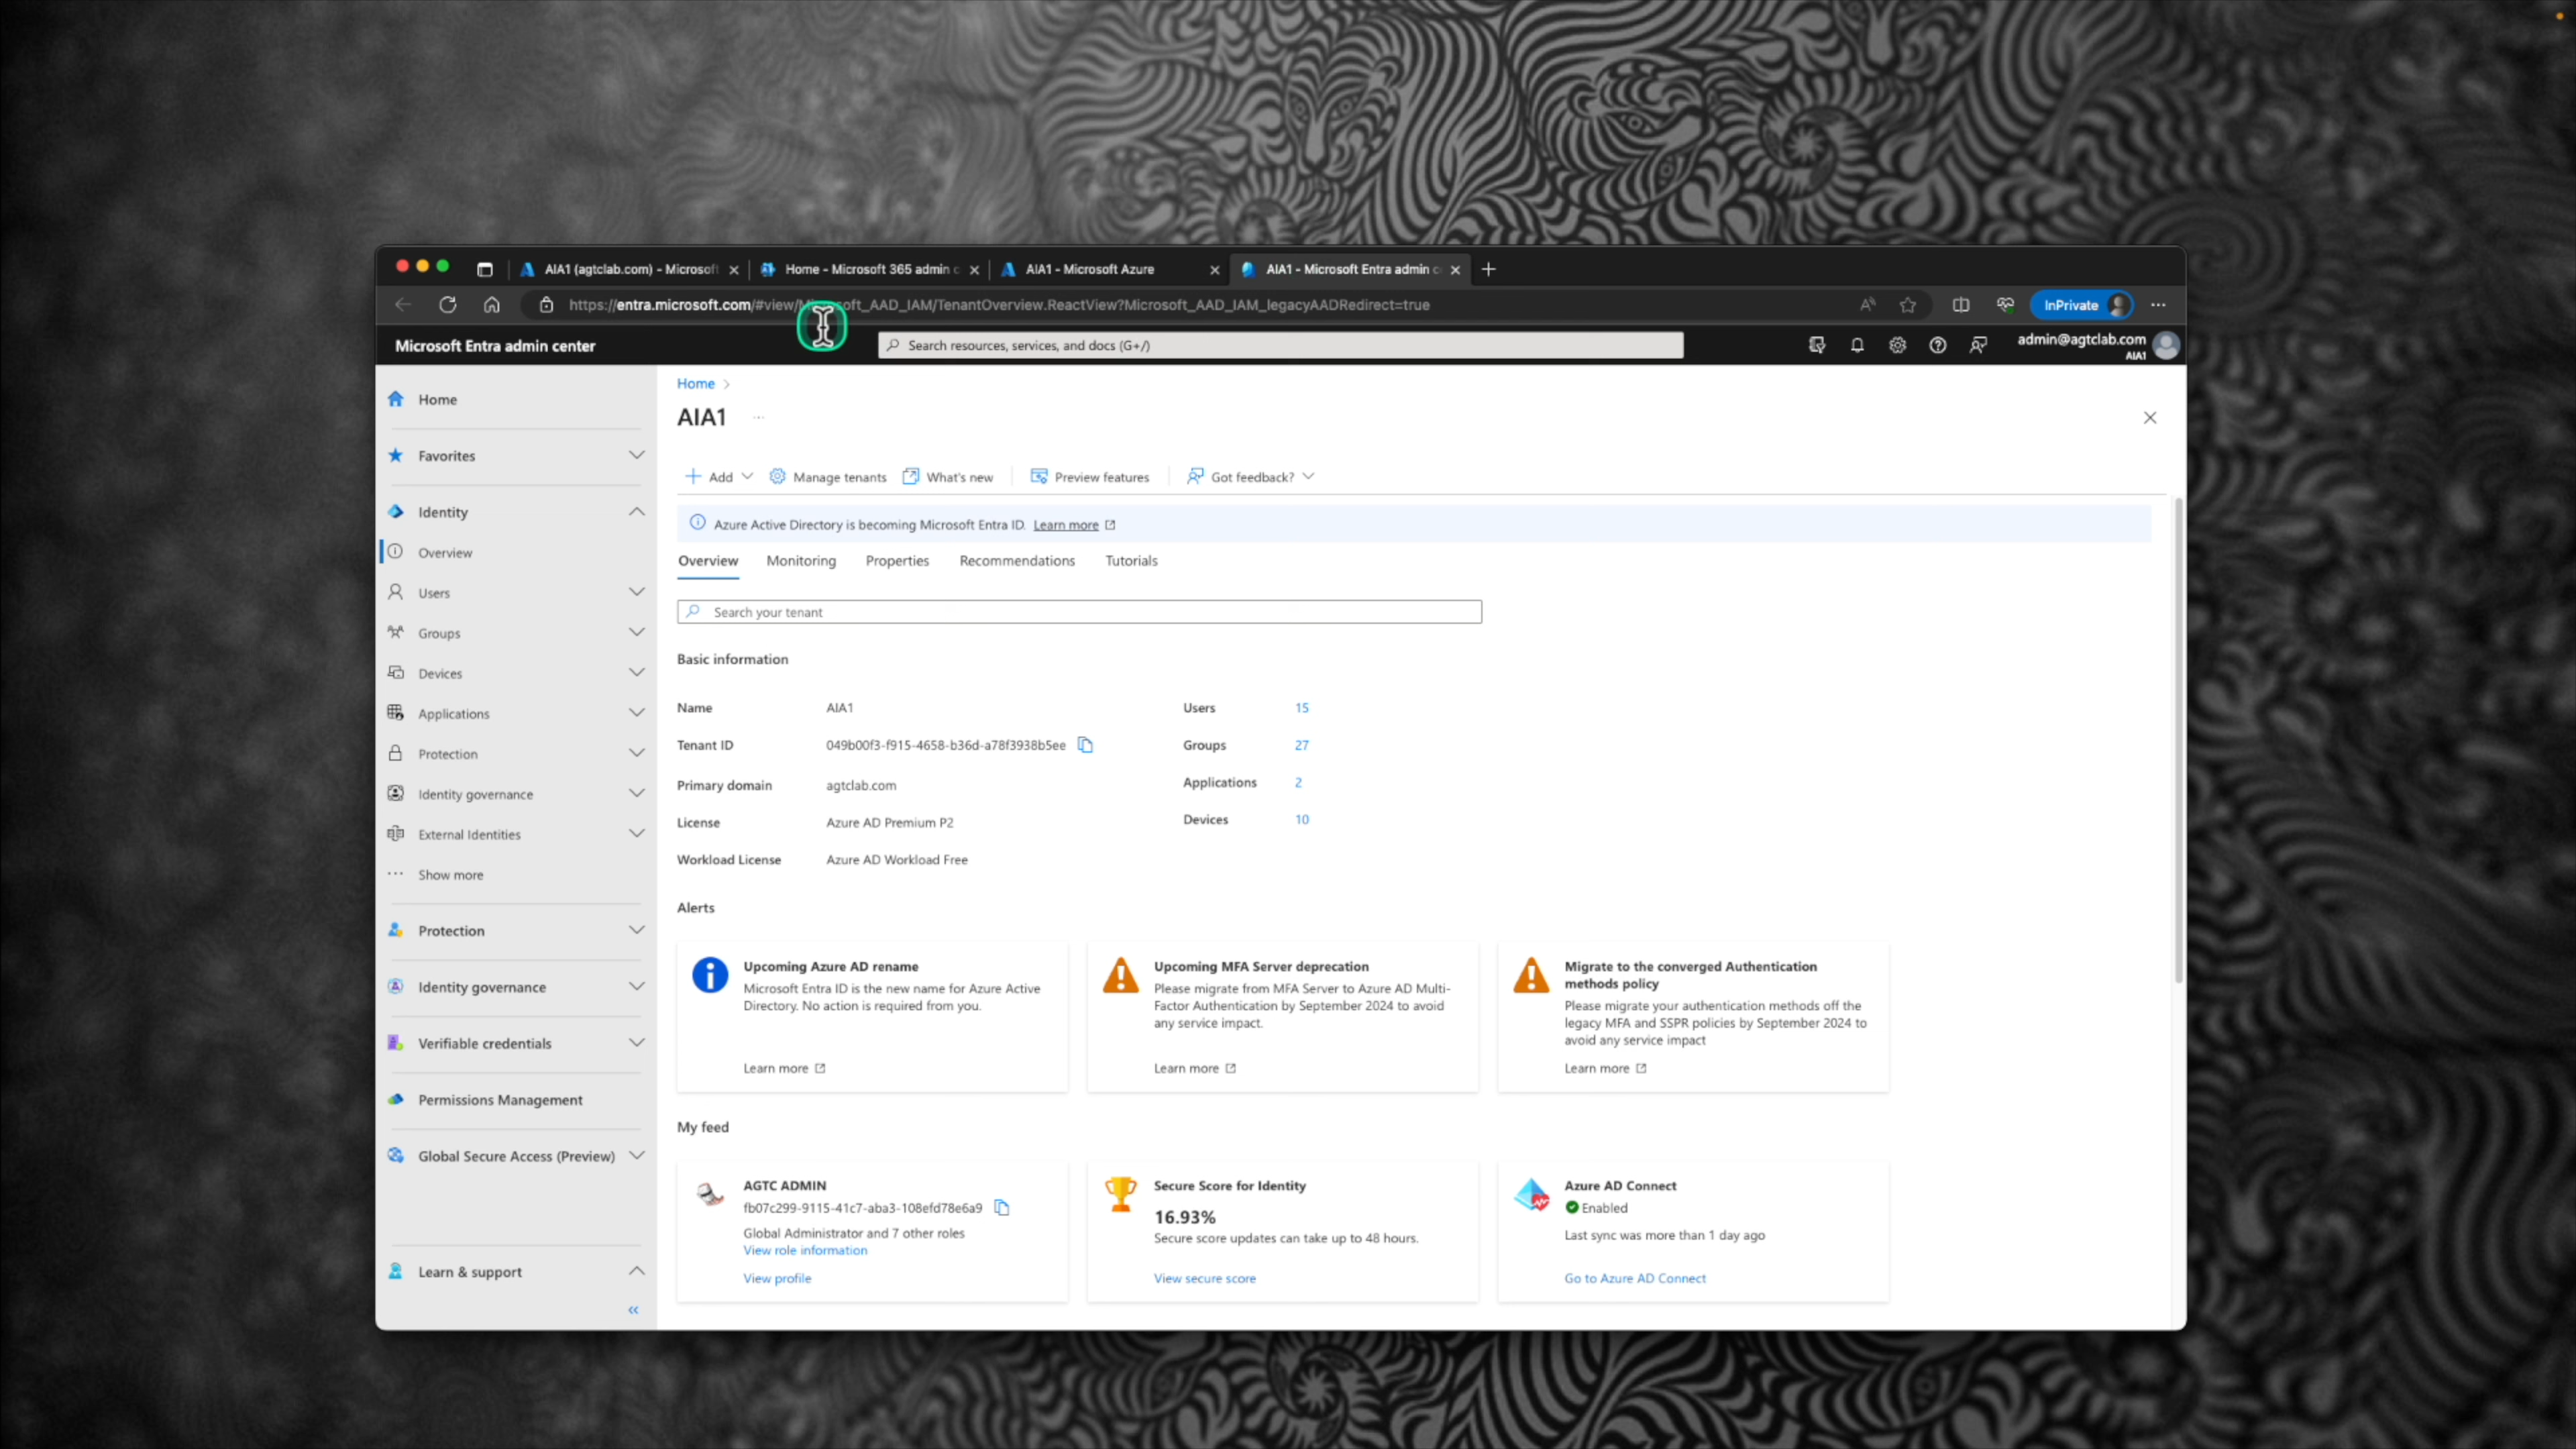 AIA1 (agtclab.com) - Microsoft
Home - Microsoft 365 admin c
AIA1 - Microsoft Azure
AIA1 - Microsoft Entra admin c
https://entra.microsoft.com/#view/Microsoft_AAD_IAM/TenantOverview.ReactView?Microsoft_AAD_IAM_legacyAADRedirect=true
InPrivate
Microsoft Entra admin center
Search resources, services, and docs (G+/)
admin@agtclab.com
AIA1
Home
Favorites
Identity
Overview
Users
Groups
Devices
Applications
Protection
Identity governance
External Identities
Show more
Protection
Identity governance
Verifiable credentials
Permissions Management
Global Secure Access (Preview)
Learn & support
Home
AIA1
Add
Manage tenants
What's new
Preview features
Got feedback?
Azure Active Directory is becoming Microsoft Entra ID. Learn more
Overview
Monitoring
Properties
Recommendations
Tutorials
Search your tenant
Basic information
Name AIA1
Tenant ID 049b00f3-f915-4658-b36d-a78f3938b5ee
Primary domain agtclab.com
License Azure AD Premium P2
Workload License Azure AD Workload Free
Users 15
Groups 27
Applications 2
Devices 10
Alerts
Upcoming Azure AD rename
Microsoft Entra ID is the new name for Azure Active
Directory. No action is required from you.
Learn more
Upcoming MFA Server deprecation
Please migrate from MFA Server to Azure AD Multi-
Factor Authentication by September 2024 to avoid
any service impact.
Learn more
Migrate to the converged Authentication
methods policy
Please migrate your authentication methods off the
legacy MFA and SSPR policies by September 2024 to
avoid any service impact
Learn more
My feed
AGTC ADMIN
fb07c299-9115-41c7-aba3-108efd78e6a9
Global Administrator and 7 other roles
View role information
View profile
Secure Score for Identity
16.93%
Secure score updates can take up to 48 hours.
View secure score
Azure AD Connect
Enabled
Last sync was more than 1 day ago
Go to Azure AD Connect